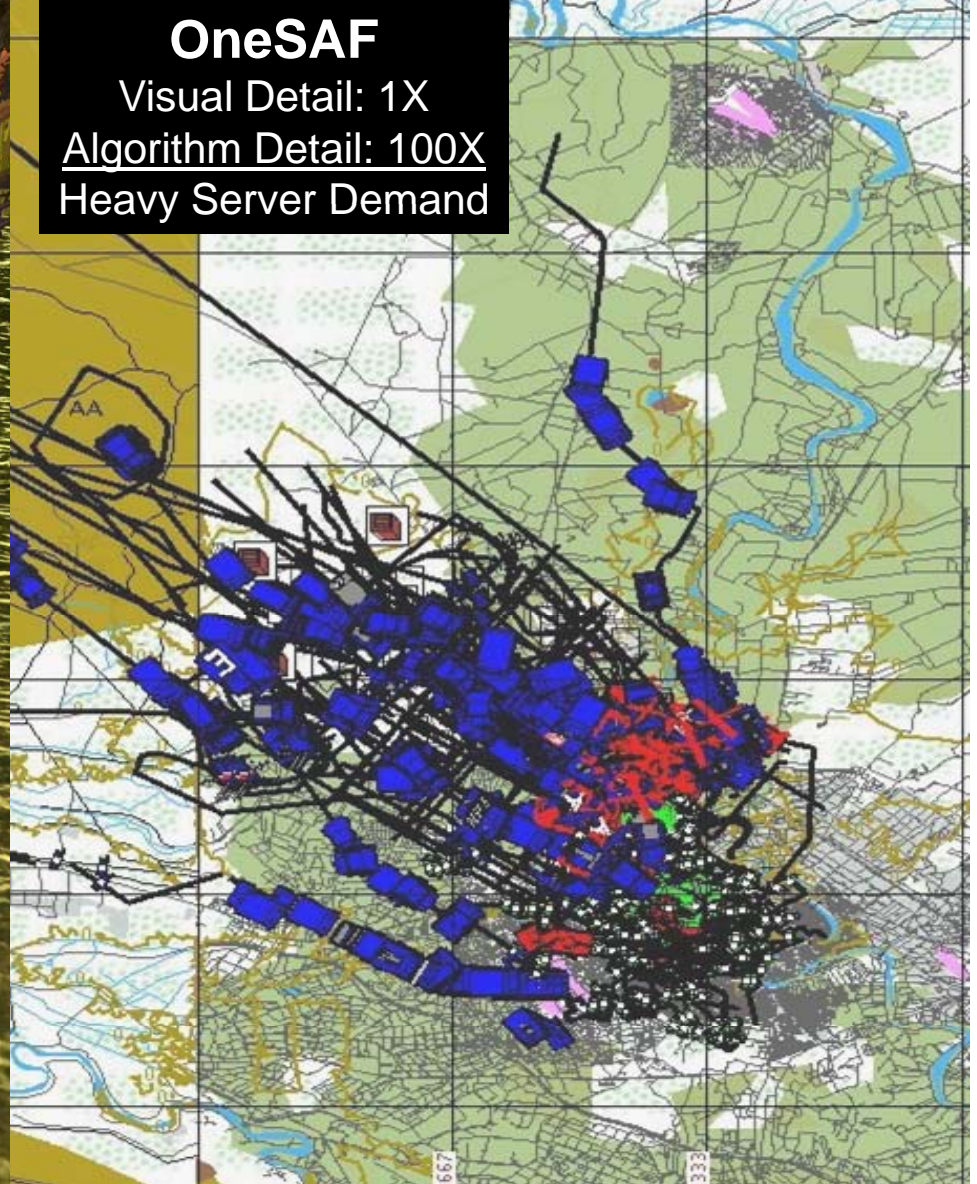 OneSAF
Visual Detail: 1X
Algorithm Detail: 100X
Heavy Server Demand
AA
E
667
333